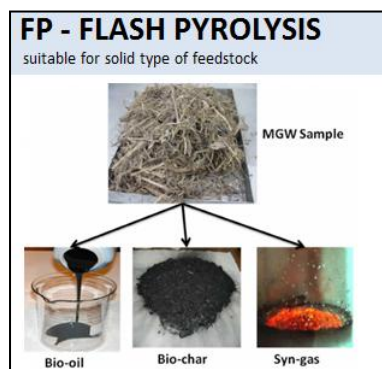 FP - FLASH PYROLYSIS
suitable for solid type of feedstock
MGW Sample
Bio-oil
Bio-char
Syn-gas